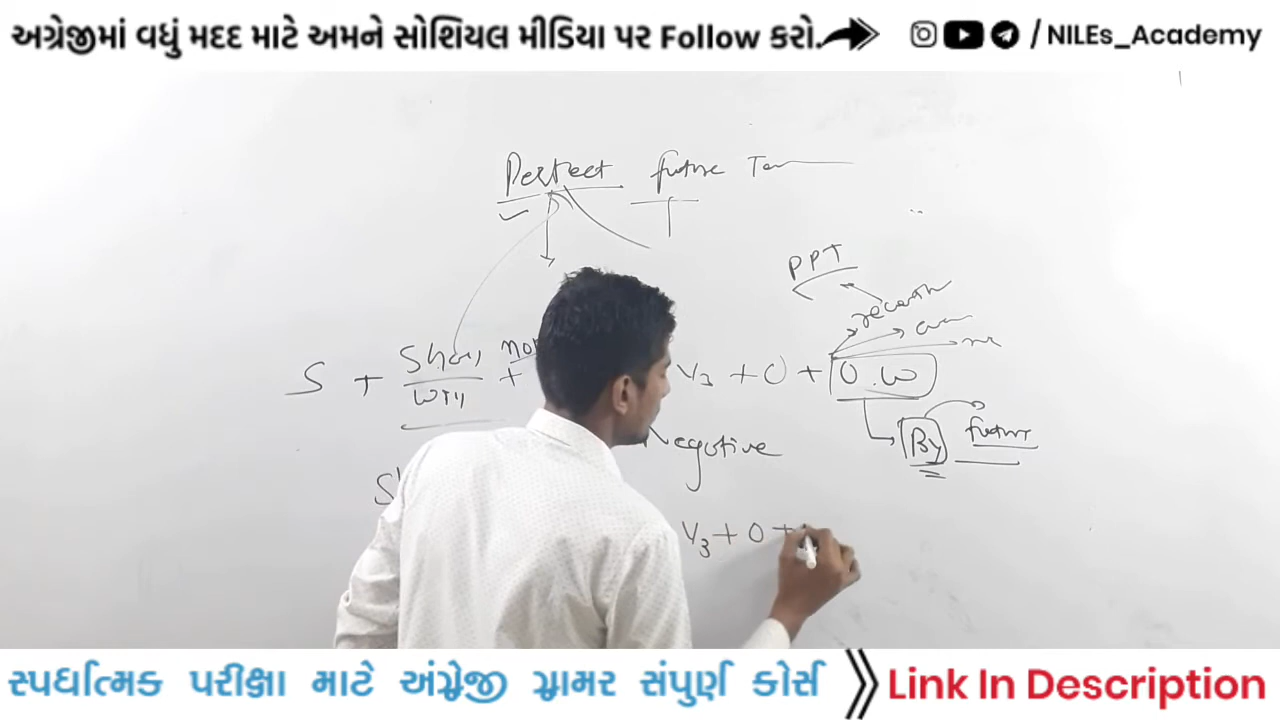 અગ્રેજીમાં વધું મદદ માટે અમને સોશિયલ મીડિયા પર Follow કરો. / NILEs_Academy
Perfect future
PPT
S + Shall not V3 + O + O.W
will
By future
Negative
V3 + O +
સ્પર્ધાત્મક પરીક્ષા માટે અંગ્રેજી ગ્રામર સંપુર્ણ કોર્સ Link In Description